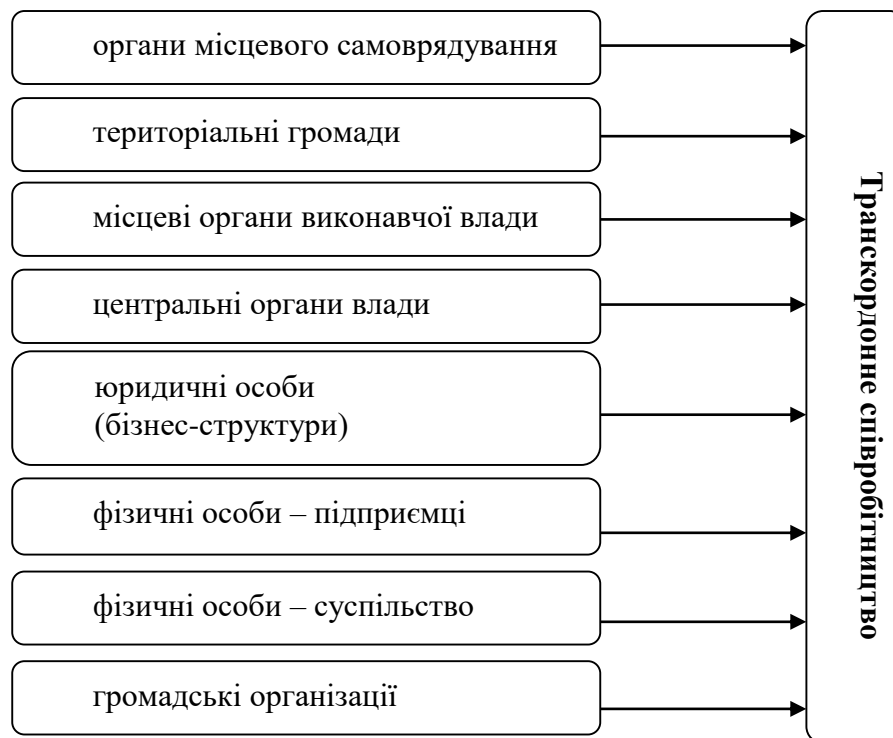 органи місцевого самоврядування
територіальні громади
місцеві органи виконавчої влади
центральні органи влади
юридичні особи
(бізнес-структури)
фізичні особи – підприємці
фізичні особи – суспільство
громадські організації
Транскордонне співробітництво